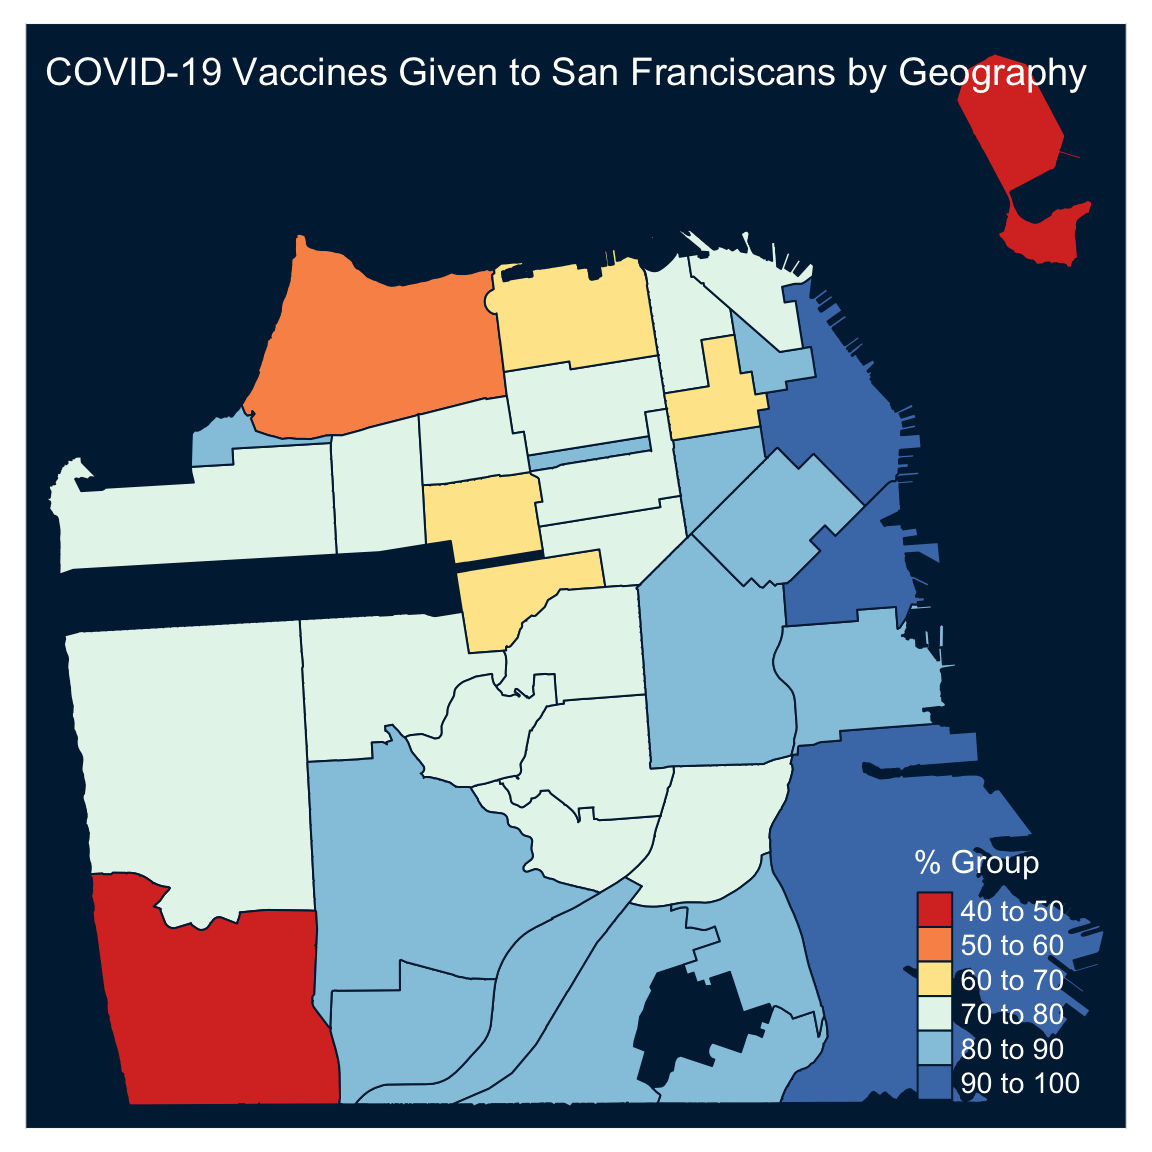 COVID-19 Vaccines Given to San Franciscans by Geography
% Group
40 to 50
50 to 60
60 to 70
70 to 80
80 to 90
90 to 100